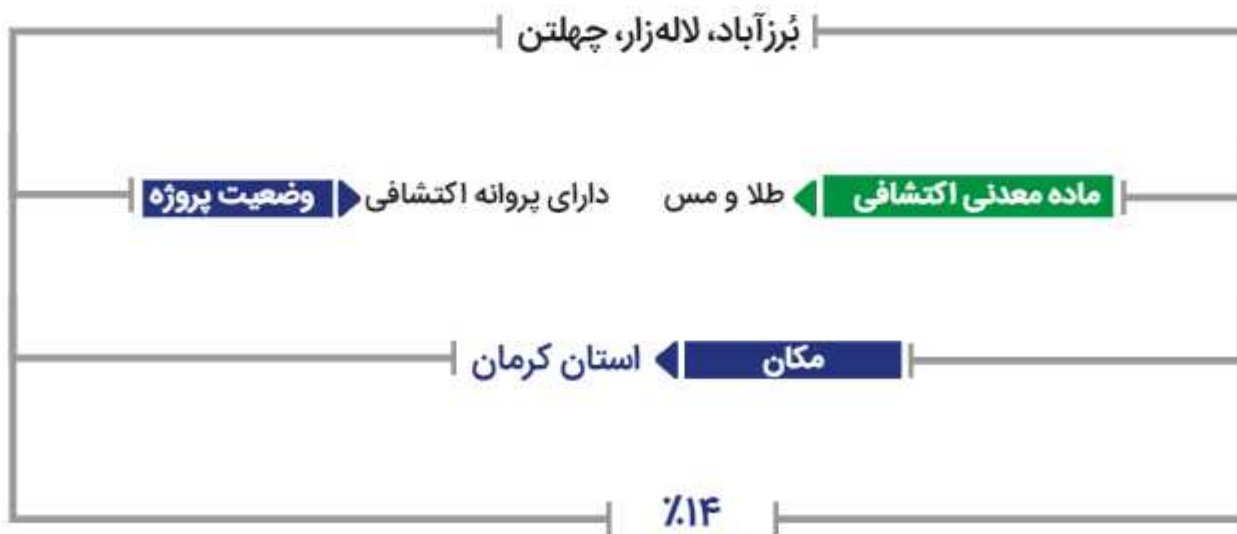 بُرزآباد، لاله‌زار، چهلتن
ماده معدنی اکتشافی طلا و مس دارای پروانه اکتشافی وضعیت پروژه
مکان استان کرمان
٪۱۴